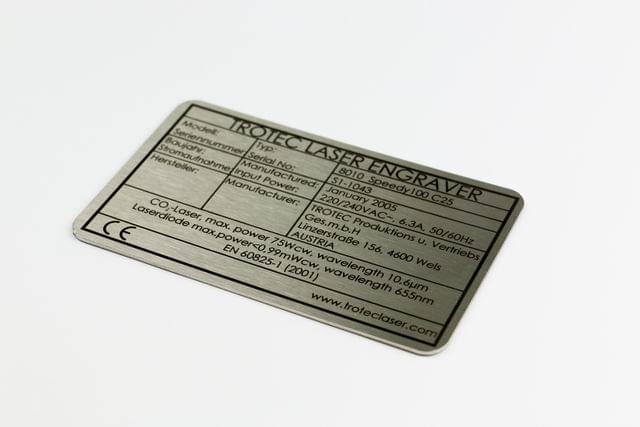 TROTEC LASER ENGRAVER
Modell: Typ: 8010 Speedy100 C25
Seriennummer: Serial No: S1-1043
Baujahr: Manufactured: January 2005
Stromaufnahme: Input Power: 220/240VAC~, 6.3A, 50/60Hz
Hersteller: Manufacturer: TROTEC Produktions u, Vertriebs
Ges.m.b.H
Linzerstraße 156, 4600 Wels
AUSTRIA
CO₂-Laser, max. power 75Wcw, wavelength 10.6µm
Laserdiode max.power<0.99mWcw, wavelength 655nm
CE EN 60825-1 (2001)
www.troteclaser.com